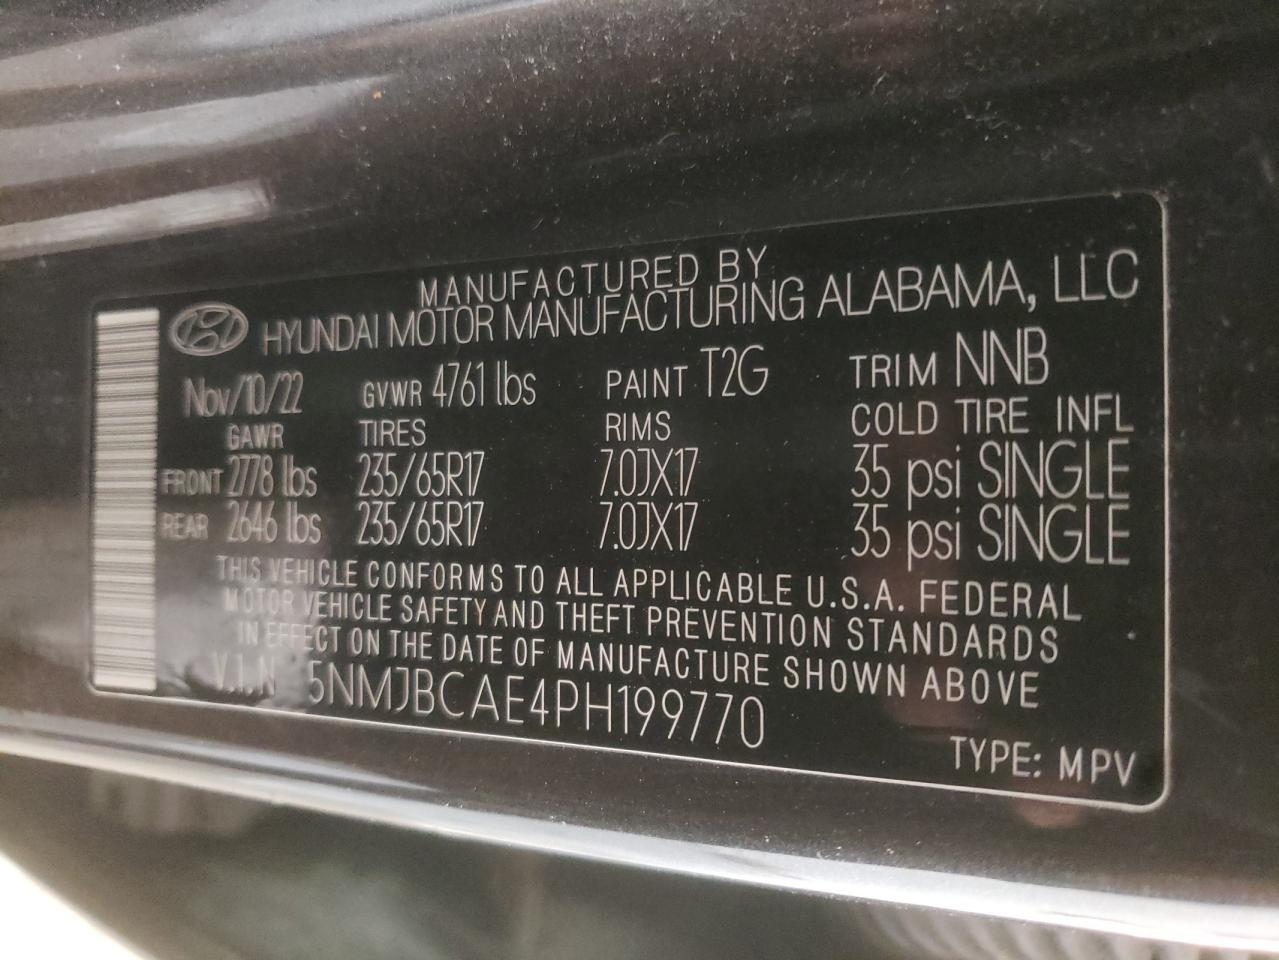 MANUFACTURED BY
HYUNDAI MOTOR MANUFACTURING ALABAMA, LLC
Nov/10/22 GVWR 4761 lbs PAINT T2G TRIM NNB
GAWR TIRES RIMS COLD TIRE INFL
FRONT 2778 lbs 235/65R17 7.0JX17 35 psi SINGLE
REAR 2646 lbs 235/65R17 7.0JX17 35 psi SINGLE
THIS VEHICLE CONFORMS TO ALL APPLICABLE U.S.A. FEDERAL
MOTOR VEHICLE SAFETY AND THEFT PREVENTION STANDARDS
IN EFFECT ON THE DATE OF MANUFACTURE SHOWN ABOVE
V.I.N 5NMJBCAE4PH199770
TYPE: MPV